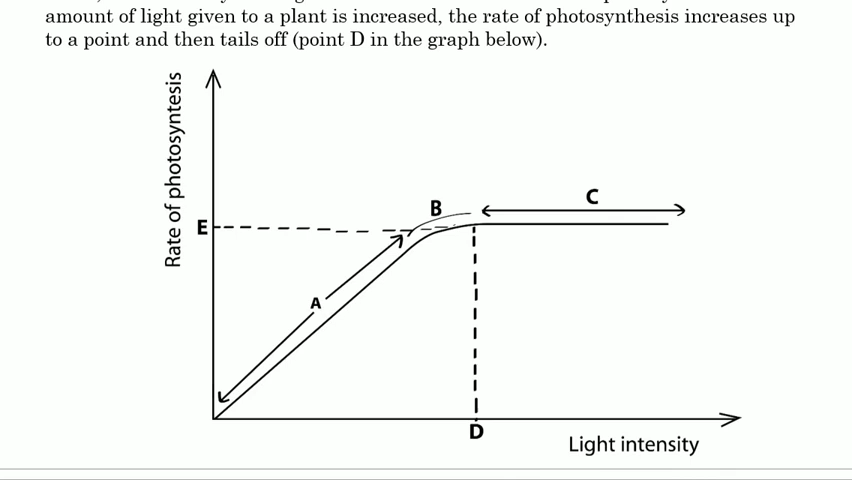 amount of light given to a plant is increased, the rate of photosynthesis increases up
to a point and then tails off (point D in the graph below).
Rate of photosyntesis
B
C
E
A
D
Light intensity